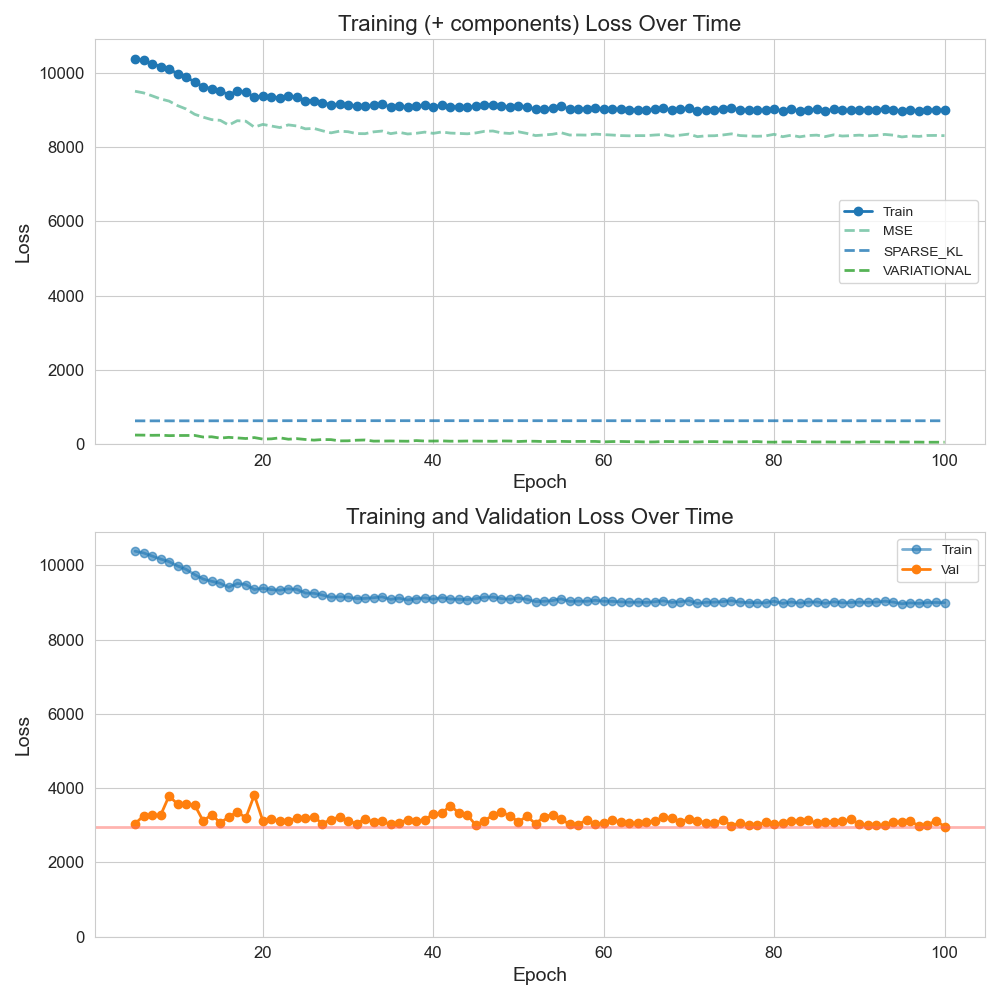 Training (+ components) Loss Over Time
10000
8000
6000
4000
2000
0
Loss
Train
MSE
SPARSE_KL
VARIATIONAL
20 40 60 80 100
Epoch
Training and Validation Loss Over Time
10000
8000
6000
4000
2000
0
Loss
Train
Val
20 40 60 80 100
Epoch